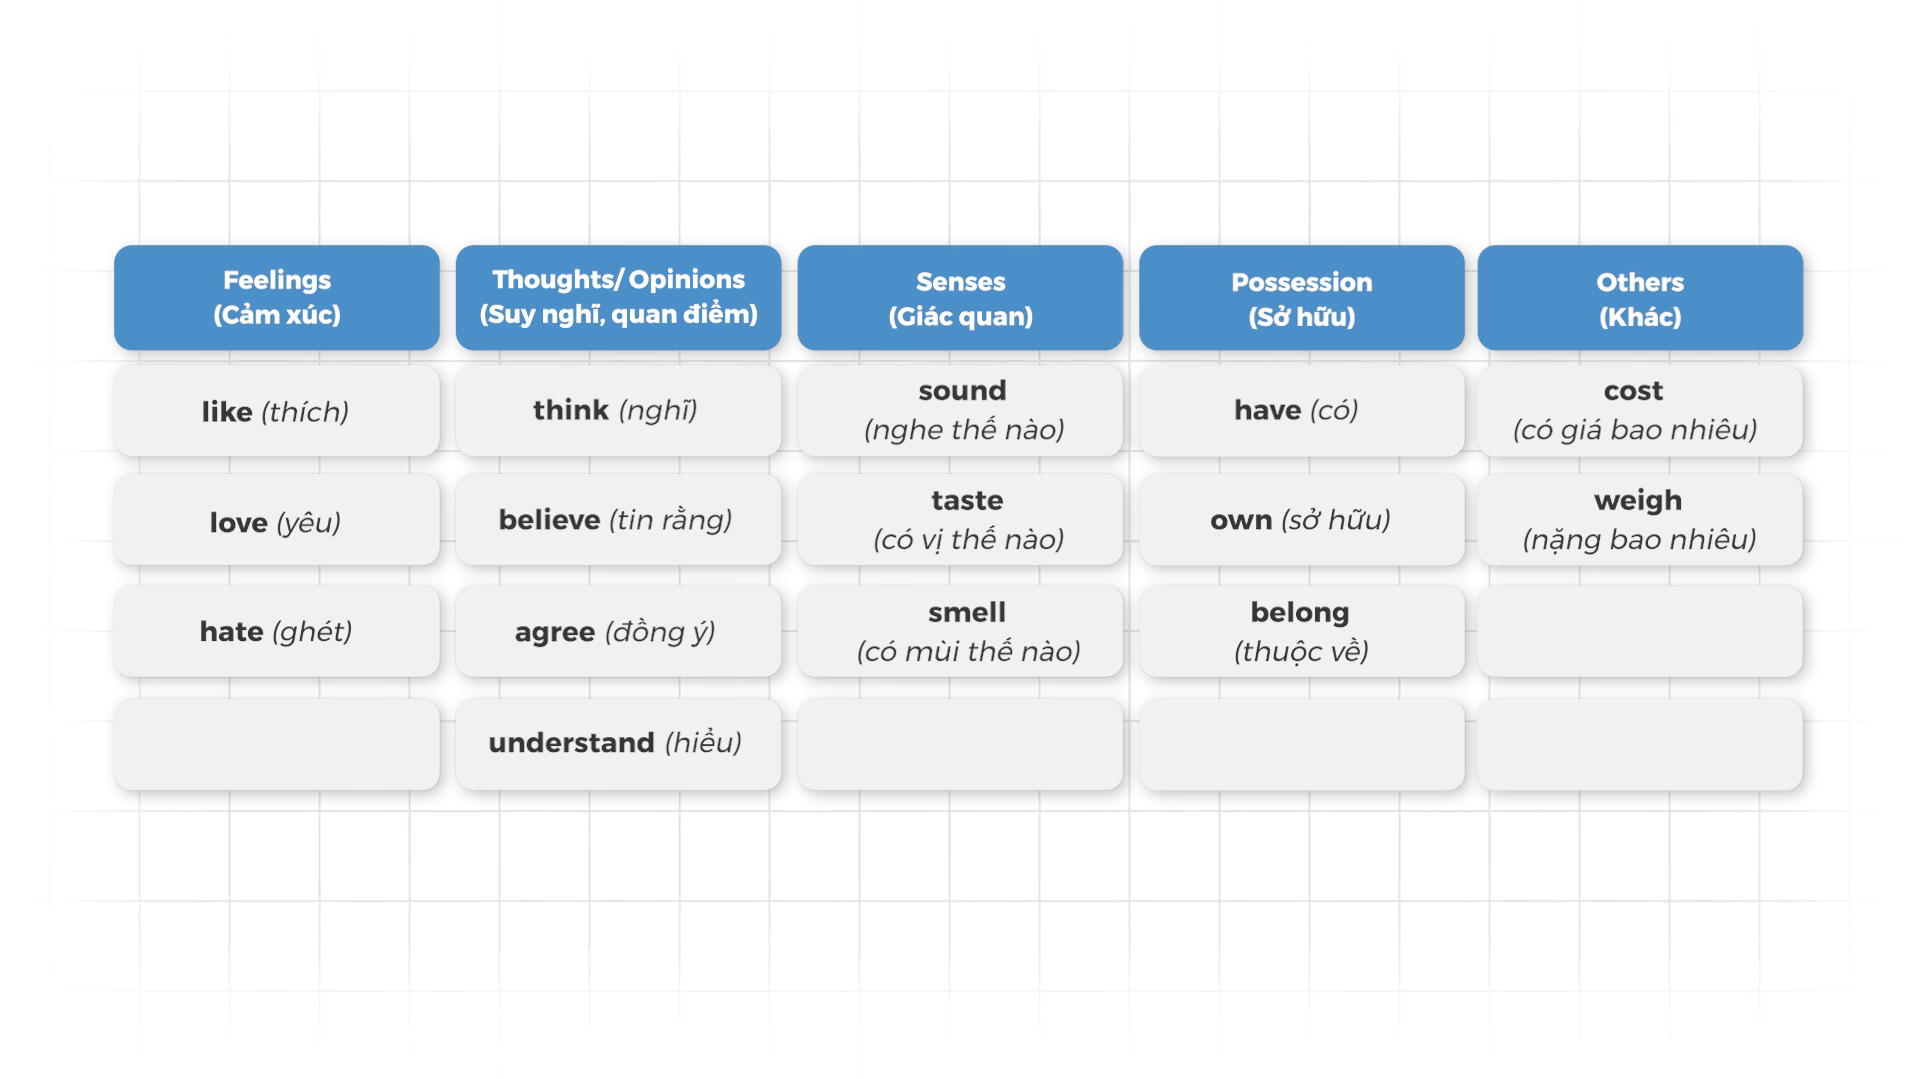 Feelings
(Cảm xúc)
Thoughts/ Opinions
(Suy nghĩ, quan điểm)
Senses
(Giác quan)
Possession
(Sở hữu)
Others
(Khác)
like (thích)
think (nghĩ)
sound
(nghe thế nào)
have (có)
cost
(có giá bao nhiêu)
love (yêu)
believe (tin rằng)
taste
(có vị thế nào)
own (sở hữu)
weigh
(nặng bao nhiêu)
hate (ghét)
agree (đồng ý)
smell
(có mùi thế nào)
belong
(thuộc về)
understand (hiểu)